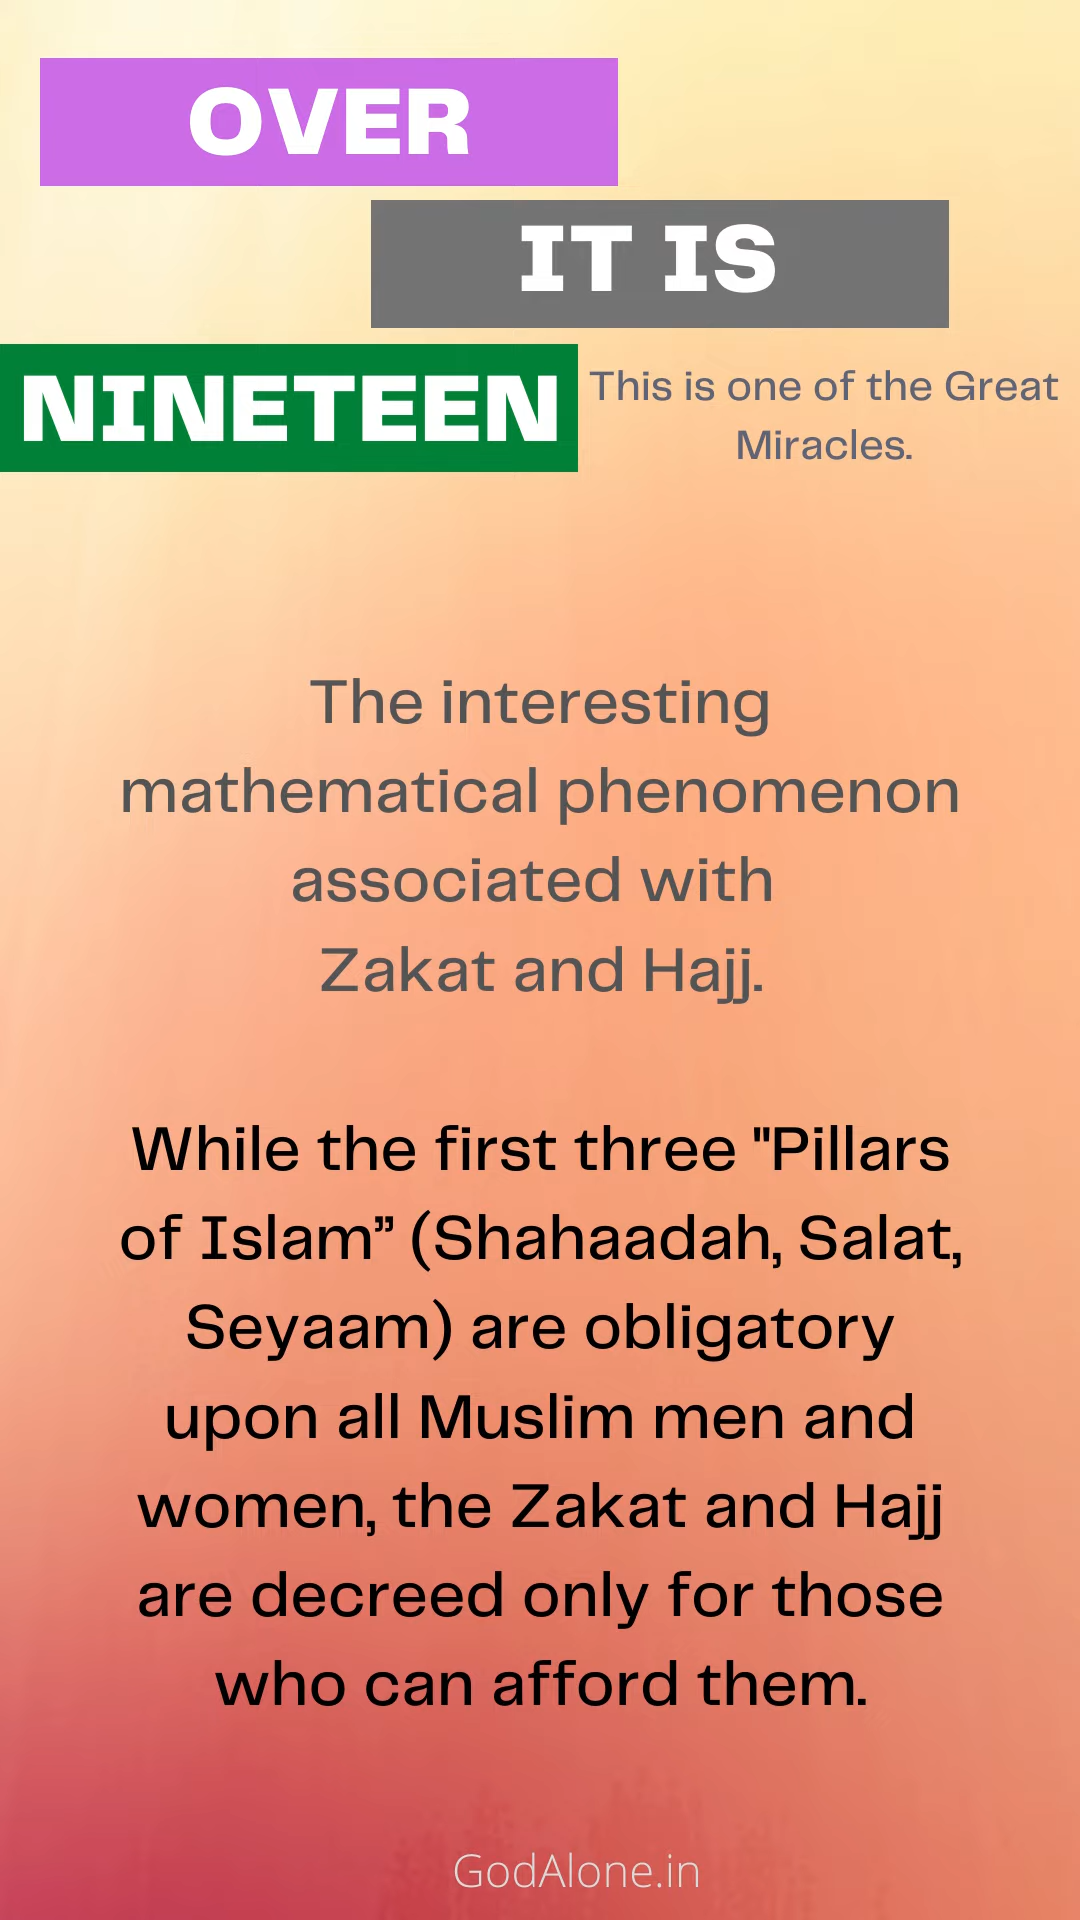 OVER
IT IS
NINETEEN
This is one of the Great
Miracles.
The interesting
mathematical phenomenon
associated with
Zakat and Hajj.
While the first three "Pillars
of Islam” (Shahaadah, Salat,
Seyaam) are obligatory
upon all Muslim men and
women, the Zakat and Hajj
are decreed only for those
who can afford them.
GodAlone.in